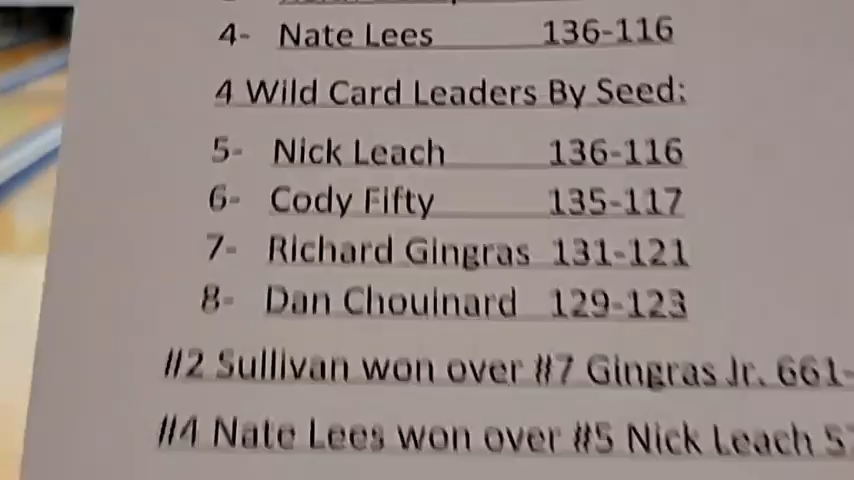 4- Nate Lees 136-116
4 Wild Card Leaders By Seed:
5- Nick Leach 136-116
6- Cody Fifty 135-117
7- Richard Gingras 131-121
8- Dan Chouinard 129-123
#2 Sullivan won over #7 Gingras Jr. 661-
#4 Nate Lees won over #5 Nick Leach 5